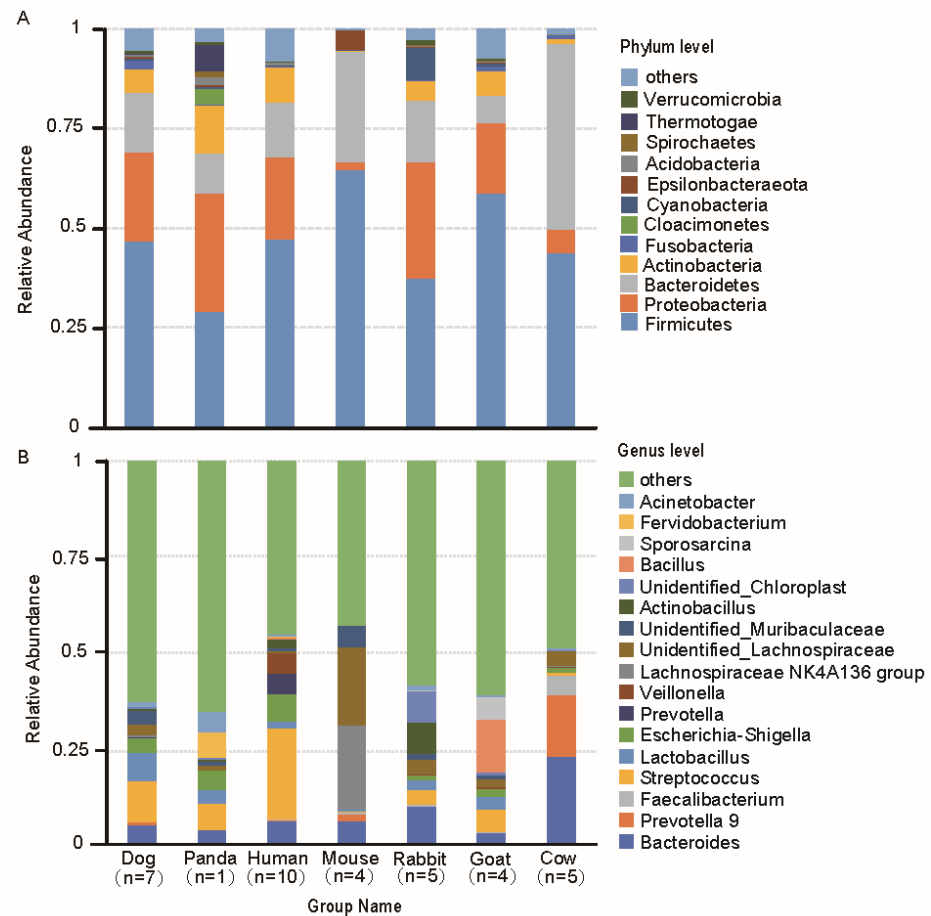 A
1
0.75
0.5
0.25
0
Relative Abundance
Phylum level
others
Verrucomicrobia
Thermotogae
Spirochaetes
Acidobacteria
Epsilonbacteraeota
Cyanobacteria
Cloacimonetes
Fusobacteria
Actinobacteria
Bacteroidetes
Proteobacteria
Firmicutes
B
1
0.75
0.5
0.25
0
Relative Abundance
Genus level
others
Acinetobacter
Fervidobacterium
Sporosarcina
Bacillus
Unidentified_Chloroplast
Actinobacillus
Unidentified_Muribaculaceae
Unidentified_Lachnospiraceae
Lachnospiraceae NK4A136 group
Veillonella
Prevotella
Escherichia-Shigella
Lactobacillus
Streptococcus
Faecalibacterium
Prevotella 9
Bacteroides
Dog Panda Human Mouse Rabbit Goat Cow
(n=7) (n=1) (n=10) (n=4) (n=5) (n=4) (n=5)
Group Name